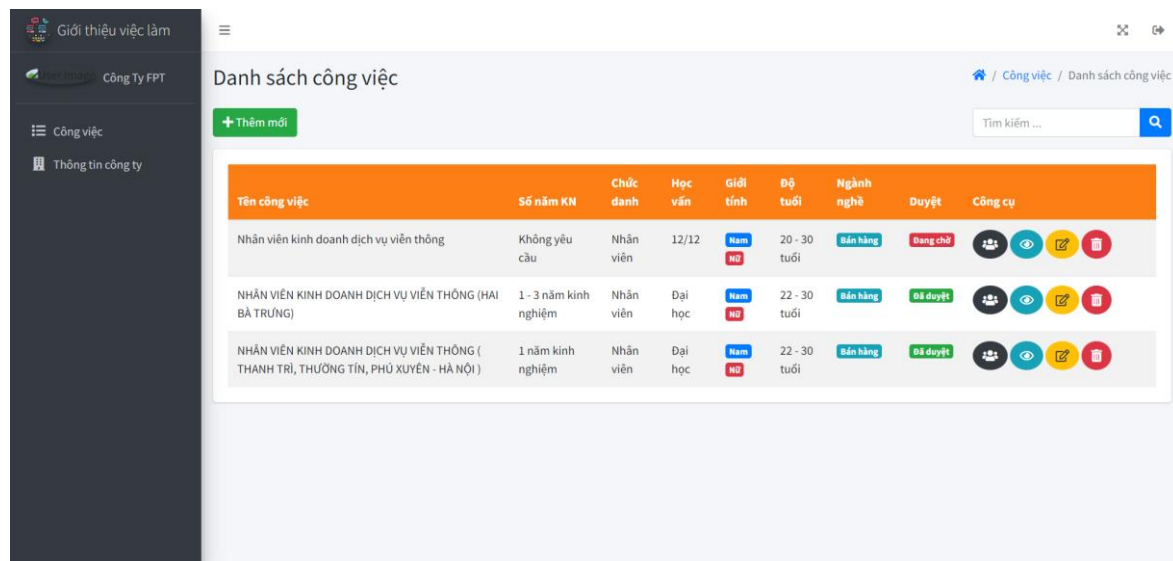 Giới thiệu việc làm
Công Ty FPT
Công việc
Thông tin công ty
Danh sách công việc
/ Công việc / Danh sách công việc
Thêm mới
Tìm kiếm ...
Tên công việc Số năm KN Chức danh Học vấn Giới tính Độ tuổi Ngành nghề Duyệt Công cụ
Nhân viên kinh doanh dịch vụ viễn thông Không yêu Nhân 12/12 Nam 20 - 30 Bán hàng Đang chờ
cầu viên Nữ tuổi
NHÂN VIÊN KINH DOANH DỊCH VỤ VIỄN THÔNG (HAI 1 - 3 năm kinh Nhân Đại Nam 22 - 30 Bán hàng Đã duyệt
BÀ TRƯNG) nghiệm viên học Nữ tuổi
NHÂN VIÊN KINH DOANH DỊCH VỤ VIỄN THÔNG ( 1 năm kinh Nhân Đại Nam 22 - 30 Bán hàng Đã duyệt
THANH TRÌ, THƯỜNG TÍN, PHÚ XUYÊN - HÀ NỘI ) nghiệm viên học Nữ tuổi